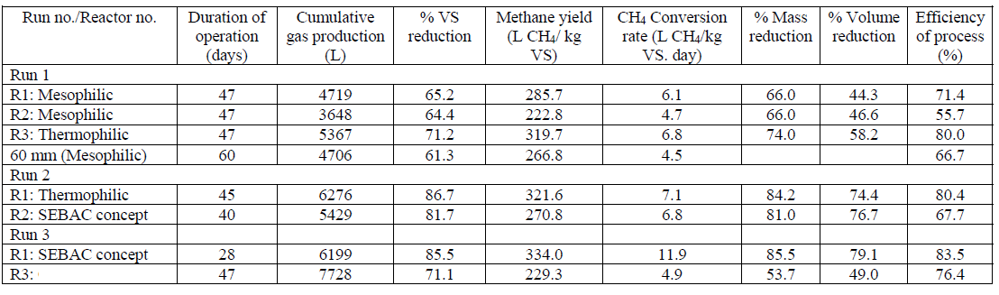 Run no./Reactor no. Duration of operation (days) Cumulative gas production (L) % VS reduction Methane yield (L CH4/ kg VS) CH4 Conversion rate (L CH4/kg VS. day) % Mass reduction % Volume reduction Efficiency of process (%)
Run 1
R1: Mesophilic 47 4719 65.2 285.7 6.1 66.0 44.3 71.4
R2: Mesophilic 47 3648 64.4 222.8 4.7 66.0 46.6 55.7
R3: Thermophilic 47 5367 71.2 319.7 6.8 74.0 58.2 80.0
60 mm (Mesophilic) 60 4706 61.3 266.8 4.5 66.7
Run 2
R1: Thermophilic 45 6276 86.7 321.6 7.1 84.2 74.4 80.4
R2: SEBAC concept 40 5429 81.7 270.8 6.8 81.0 76.7 67.7
Run 3
R1: SEBAC concept 28 6199 85.5 334.0 11.9 85.5 79.1 83.5
R3: 47 7728 71.1 229.3 4.9 53.7 49.0 76.4